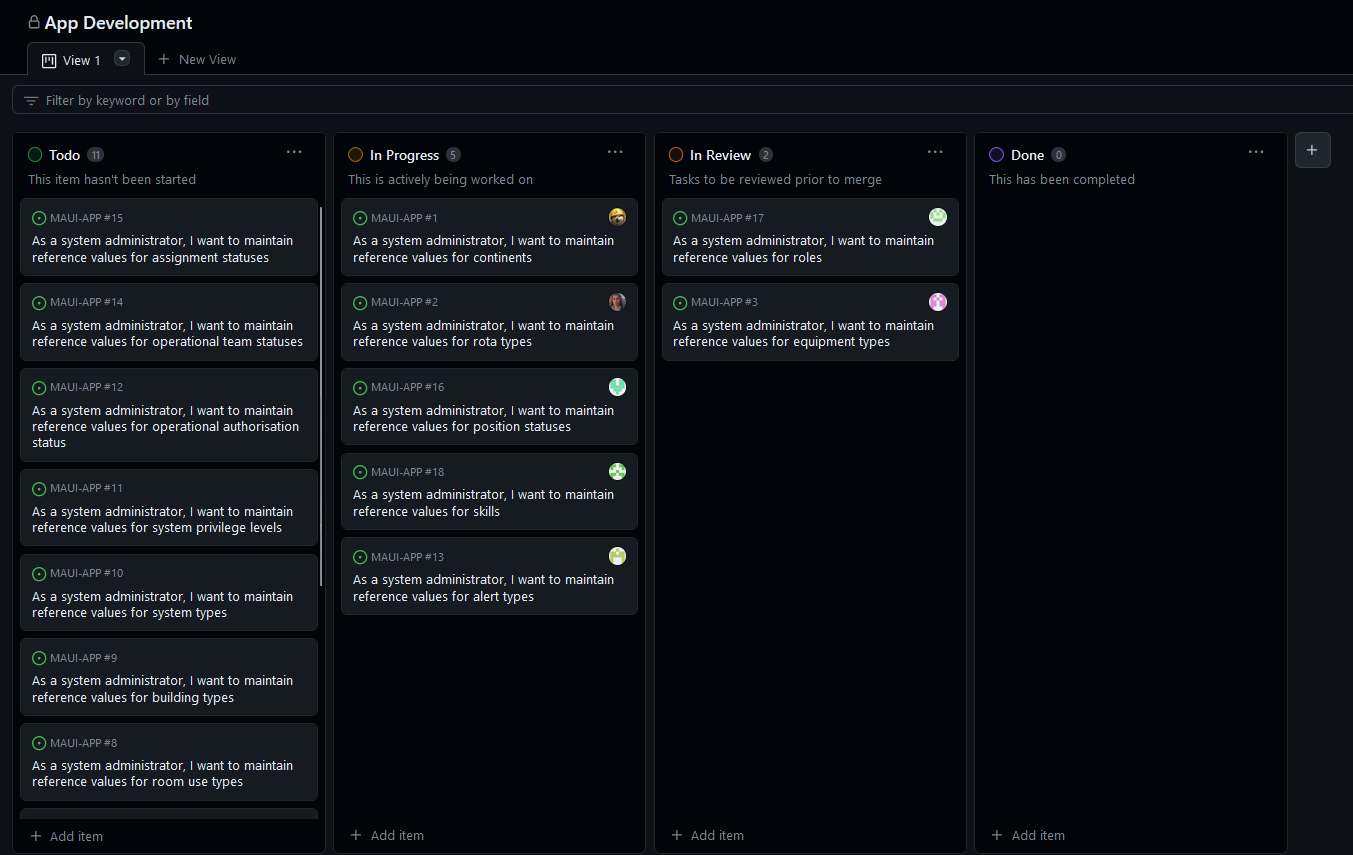 App Development
View 1
New View
Filter by keyword or by field
Todo 11
This item hasn't been started
MAUI-APP #15
As a system administrator, I want to maintain
reference values for assignment statuses
MAUI-APP #14
As a system administrator, I want to maintain
reference values for operational team statuses
MAUI-APP #12
As a system administrator, I want to maintain
reference values for operational authorisation
status
MAUI-APP #11
As a system administrator, I want to maintain
reference values for system privilege levels
MAUI-APP #10
As a system administrator, I want to maintain
reference values for system types
MAUI-APP #9
As a system administrator, I want to maintain
reference values for building types
MAUI-APP #8
As a system administrator, I want to maintain
reference values for room use types
Add item
In Progress 5
This is actively being worked on
MAUI-APP #1
As a system administrator, I want to maintain
reference values for continents
MAUI-APP #2
As a system administrator, I want to maintain
reference values for rota types
MAUI-APP #16
As a system administrator, I want to maintain
reference values for position statuses
MAUI-APP #18
As a system administrator, I want to maintain
reference values for skills
MAUI-APP #13
As a system administrator, I want to maintain
reference values for alert types
Add item
In Review 2
Tasks to be reviewed prior to merge
MAUI-APP #17
As a system administrator, I want to maintain
reference values for roles
MAUI-APP #3
As a system administrator, I want to maintain
reference values for equipment types
Add item
Done 0
This has been completed
Add item